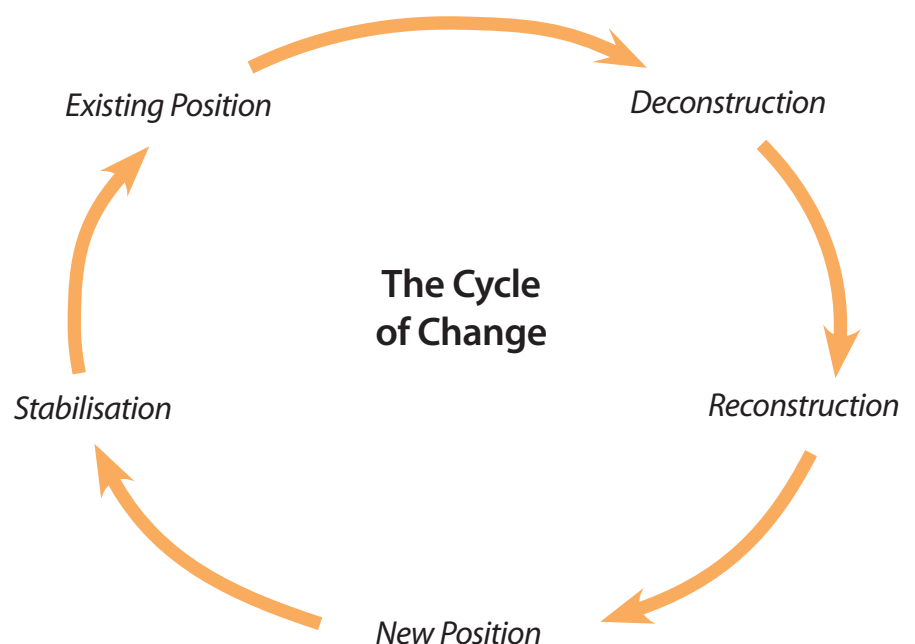 Existing Position
Deconstruction
The Cycle
of Change
Stabilisation
Reconstruction
New Position